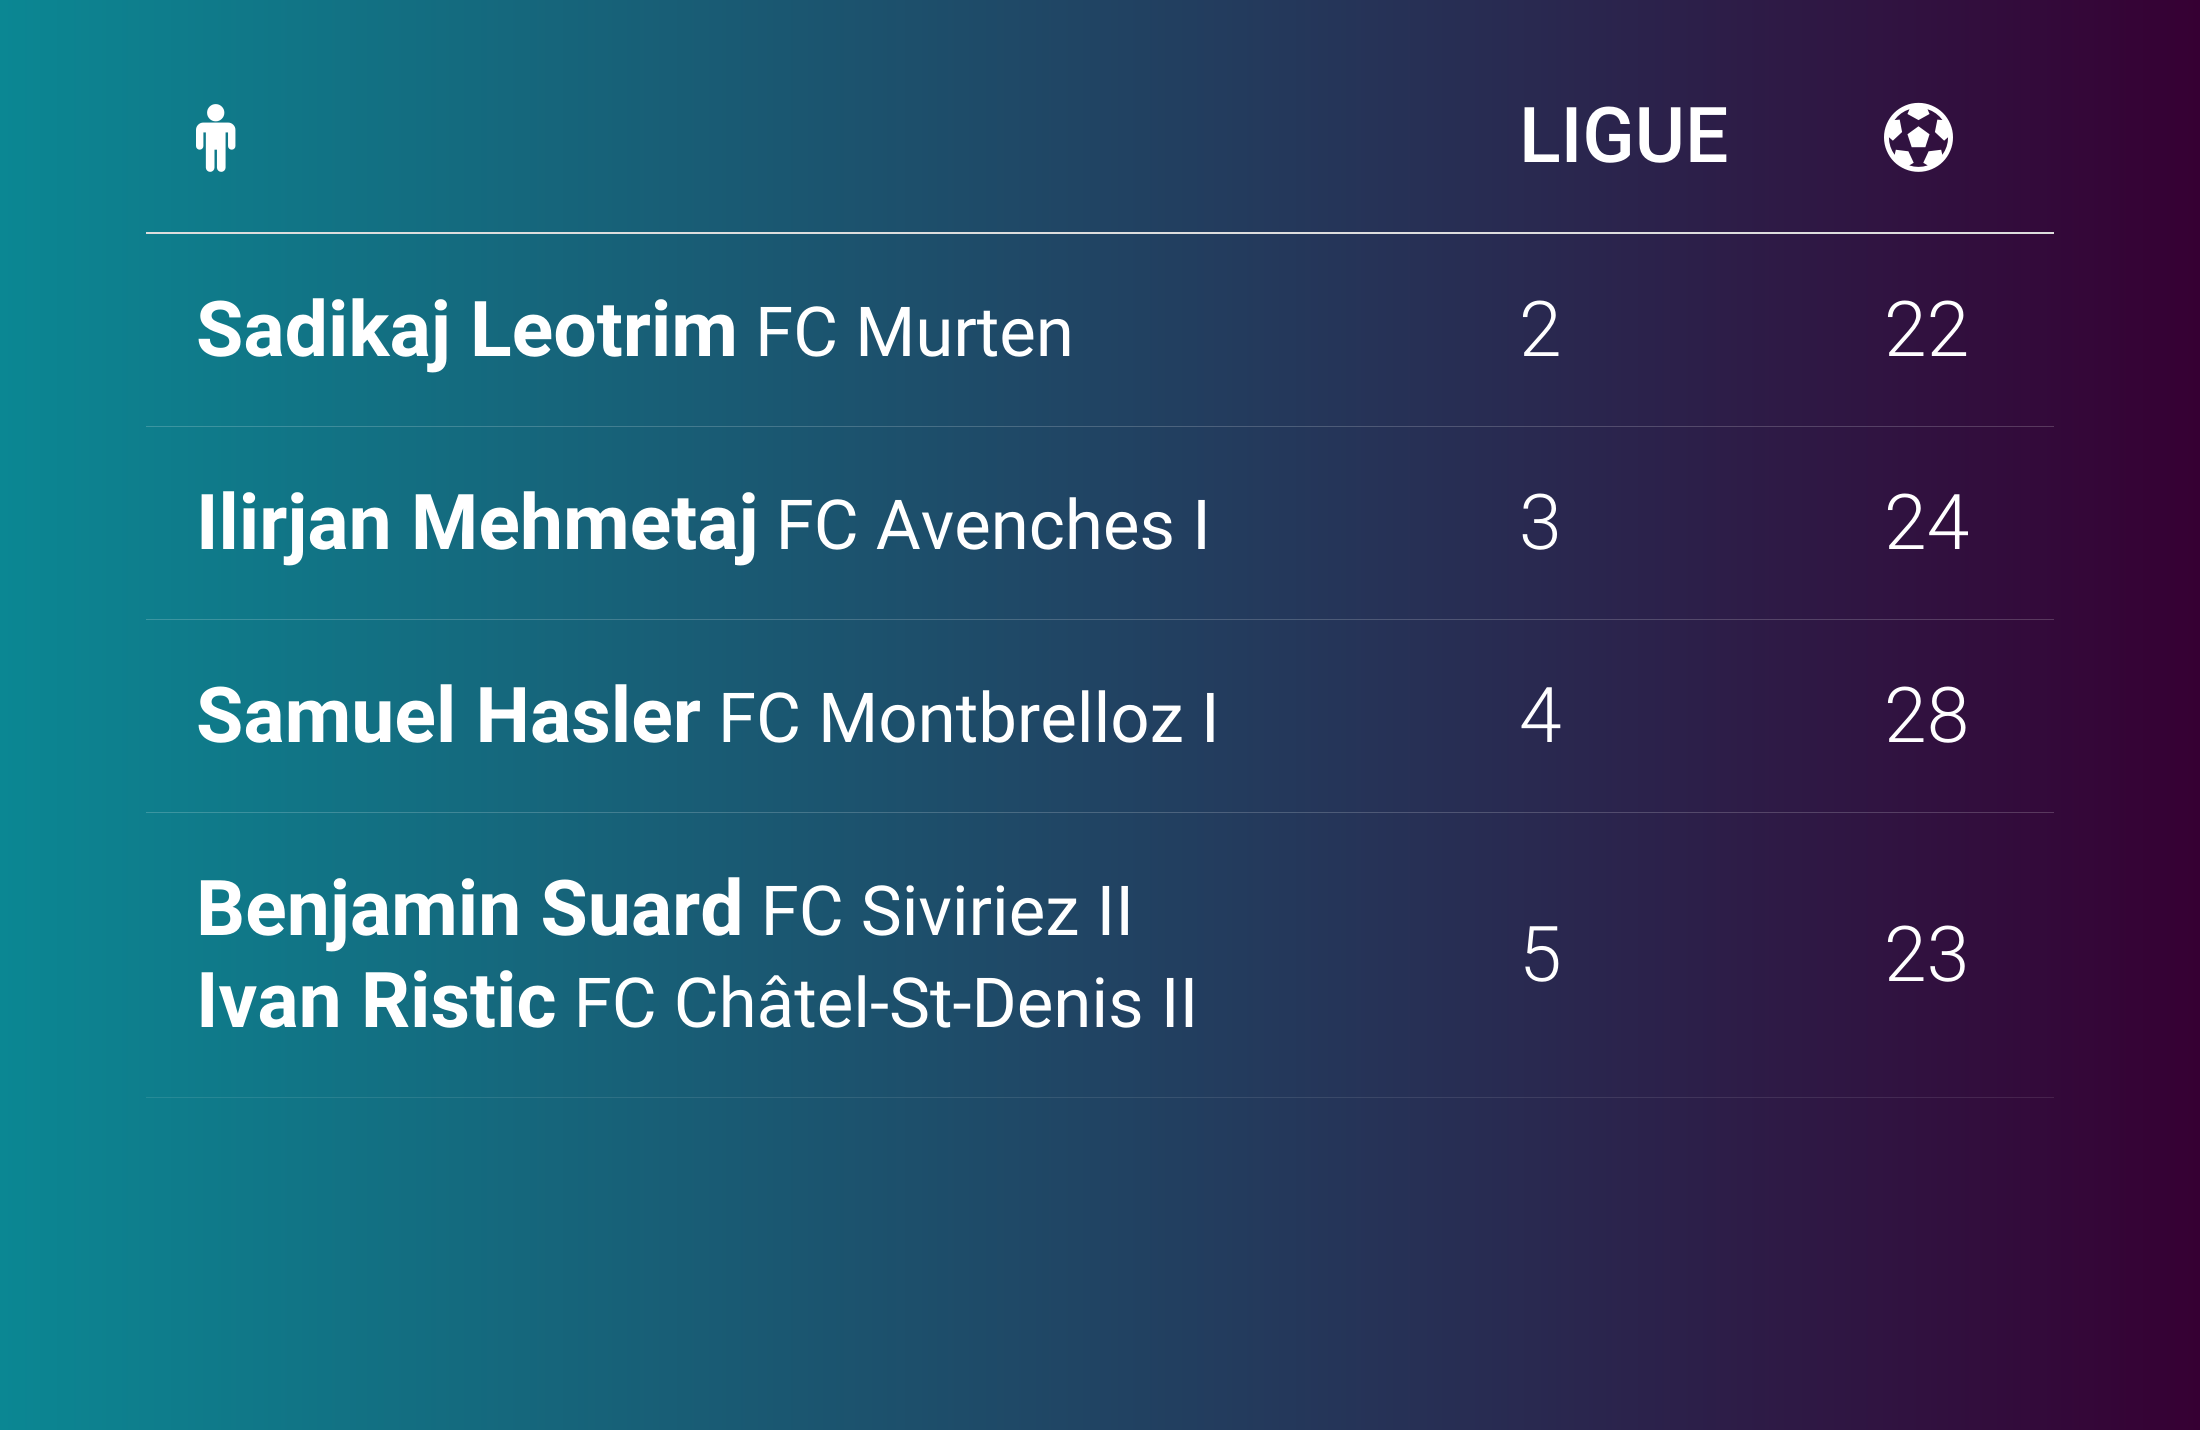 LIGUE
Sadikaj Leotrim FC Murten 2 22
Ilirjan Mehmetaj FC Avenches I 3 24
Samuel Hasler FC Montbrelloz I 4 28
Benjamin Suard FC Siviriez II
Ivan Ristic FC Châtel-St-Denis II
5 23